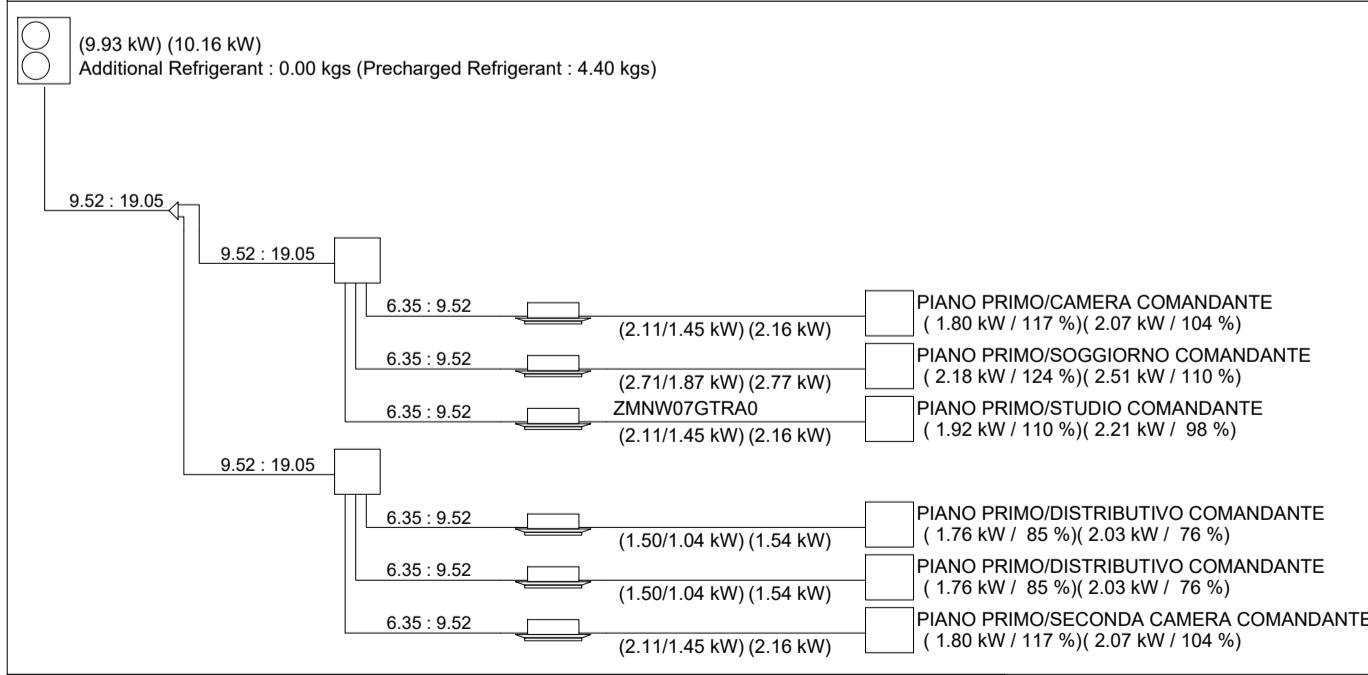 (9.93 kW) (10.16 kW)
Additional Refrigerant : 0.00 kgs (Precharged Refrigerant : 4.40 kgs)
9.52 : 19.05
9.52 : 19.05
6.35 : 9.52
(2.11/1.45 kW) (2.16 kW)
PIANO PRIMO/CAMERA COMANDANTE
( 1.80 kW / 117 %)( 2.07 kW / 104 %)
6.35 : 9.52
(2.71/1.87 kW) (2.77 kW)
PIANO PRIMO/SOGGIORNO COMANDANTE
( 2.18 kW / 124 %)( 2.51 kW / 110 %)
6.35 : 9.52
ZMNW07GTRA0
(2.11/1.45 kW) (2.16 kW)
PIANO PRIMO/STUDIO COMANDANTE
( 1.92 kW / 110 %)( 2.21 kW / 98 %)
9.52 : 19.05
6.35 : 9.52
(1.50/1.04 kW) (1.54 kW)
PIANO PRIMO/DISTRIBUTIVO COMANDANTE
( 1.76 kW / 85 %)( 2.03 kW / 76 %)
6.35 : 9.52
(1.50/1.04 kW) (1.54 kW)
PIANO PRIMO/DISTRIBUTIVO COMANDANTE
( 1.76 kW / 85 %)( 2.03 kW / 76 %)
6.35 : 9.52
(2.11/1.45 kW) (2.16 kW)
PIANO PRIMO/SECONDA CAMERA COMANDANTE
( 1.80 kW / 117 %)( 2.07 kW / 104 %)